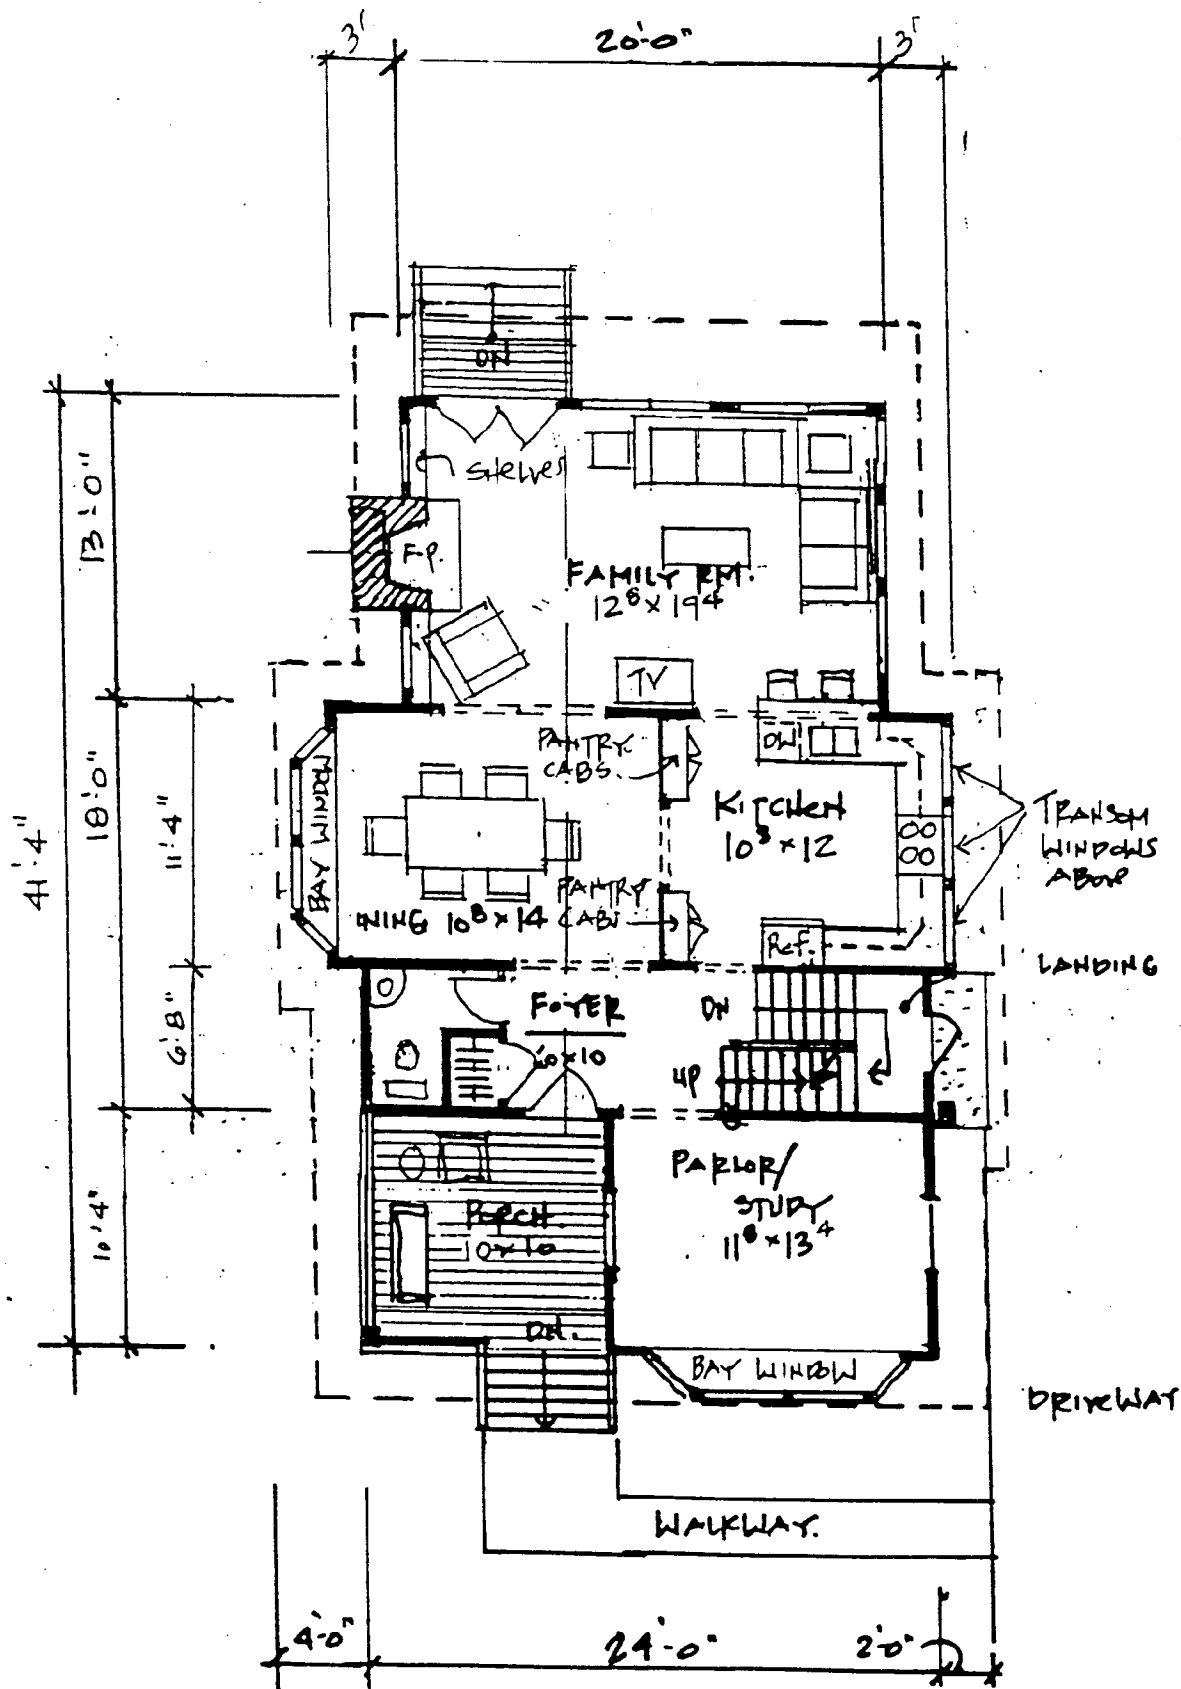 3'
20'-0"
3'
DN
SHELVES
F.P.
FAMILY RM.
12⁸ x 19⁴
13'-0"
TV
PANTRY
CABS.
DW
BAY WINDOW
KITCHEN
10⁸ x 12
TRANSOM
WINDOWS
ABOVE
18'-0"
11'-4"
41'-4"
PANTRY
CABS
INING 10⁸ x 14
REF.
LANDING
FOYER
DN
6'-8"
x10
UP
PARLOR/
STUDY
11⁸ x 13⁴
PORCH
10x10
10'-4"
DN.
BAY WINDOW
DRIVEWAY
WALKWAY.
4'-0"
24'-0"
2'-0"